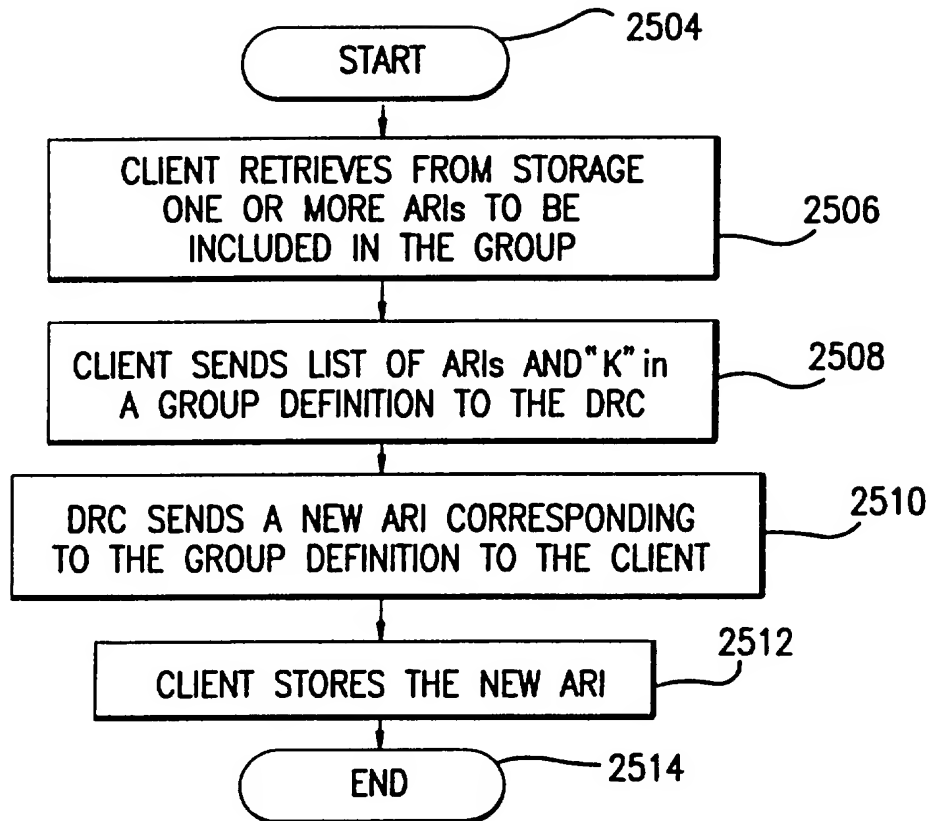 START
2504
CLIENT RETRIEVES FROM STORAGE
ONE OR MORE ARIs TO BE
INCLUDED IN THE GROUP
2506
CLIENT SENDS LIST OF ARIs AND "K" in
A GROUP DEFINITION TO THE DRC
2508
DRC SENDS A NEW ARI CORRESPONDING
TO THE GROUP DEFINITION TO THE CLIENT
2510
CLIENT STORES THE NEW ARI
2512
END
2514